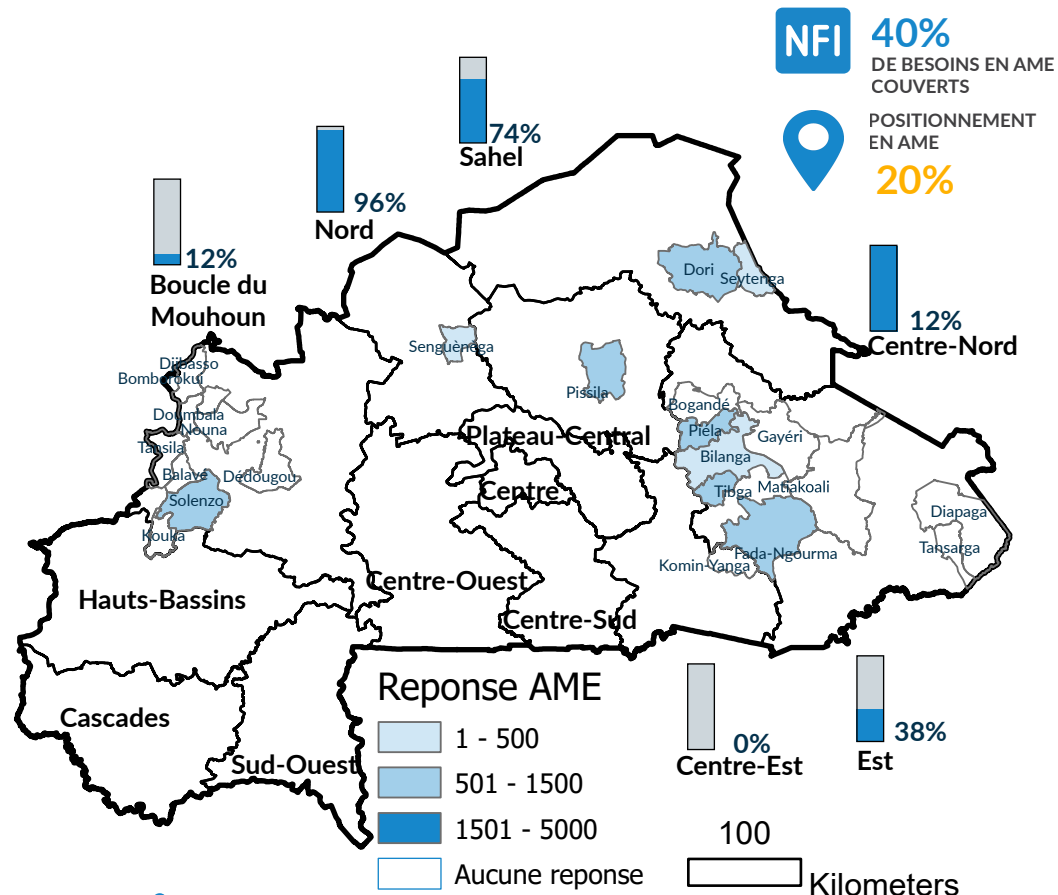 NFI
40%
DE BESOINS EN AME
COUVERTS
POSITIONNEMENT
EN AME
20%
74%
Sahel
96%
Nord
12%
Boucle du
Mouhoun
12%
Centre-Nord
Dori
Seytenga
Senguènega
Pissila
Djibasso
Bomborokui
Doumbala
Nouna
Tansila
Balavé
Dédougou
Solenzo
Kouka
Bogandé
Piéla
Gayéri
Bilanga
Tibga
Matiakoali
Diapaga
Tansarga
Fada-Ngourma
Komin-Yanga
Plateau-Central
Centre
Centre-Ouest
Centre-Sud
Hauts-Bassins
Cascades
Sud-Ouest
0%
Centre-Est
38%
Est
Reponse AME
1 - 500
501 - 1500
1501 - 5000
Aucune reponse
100
Kilometers